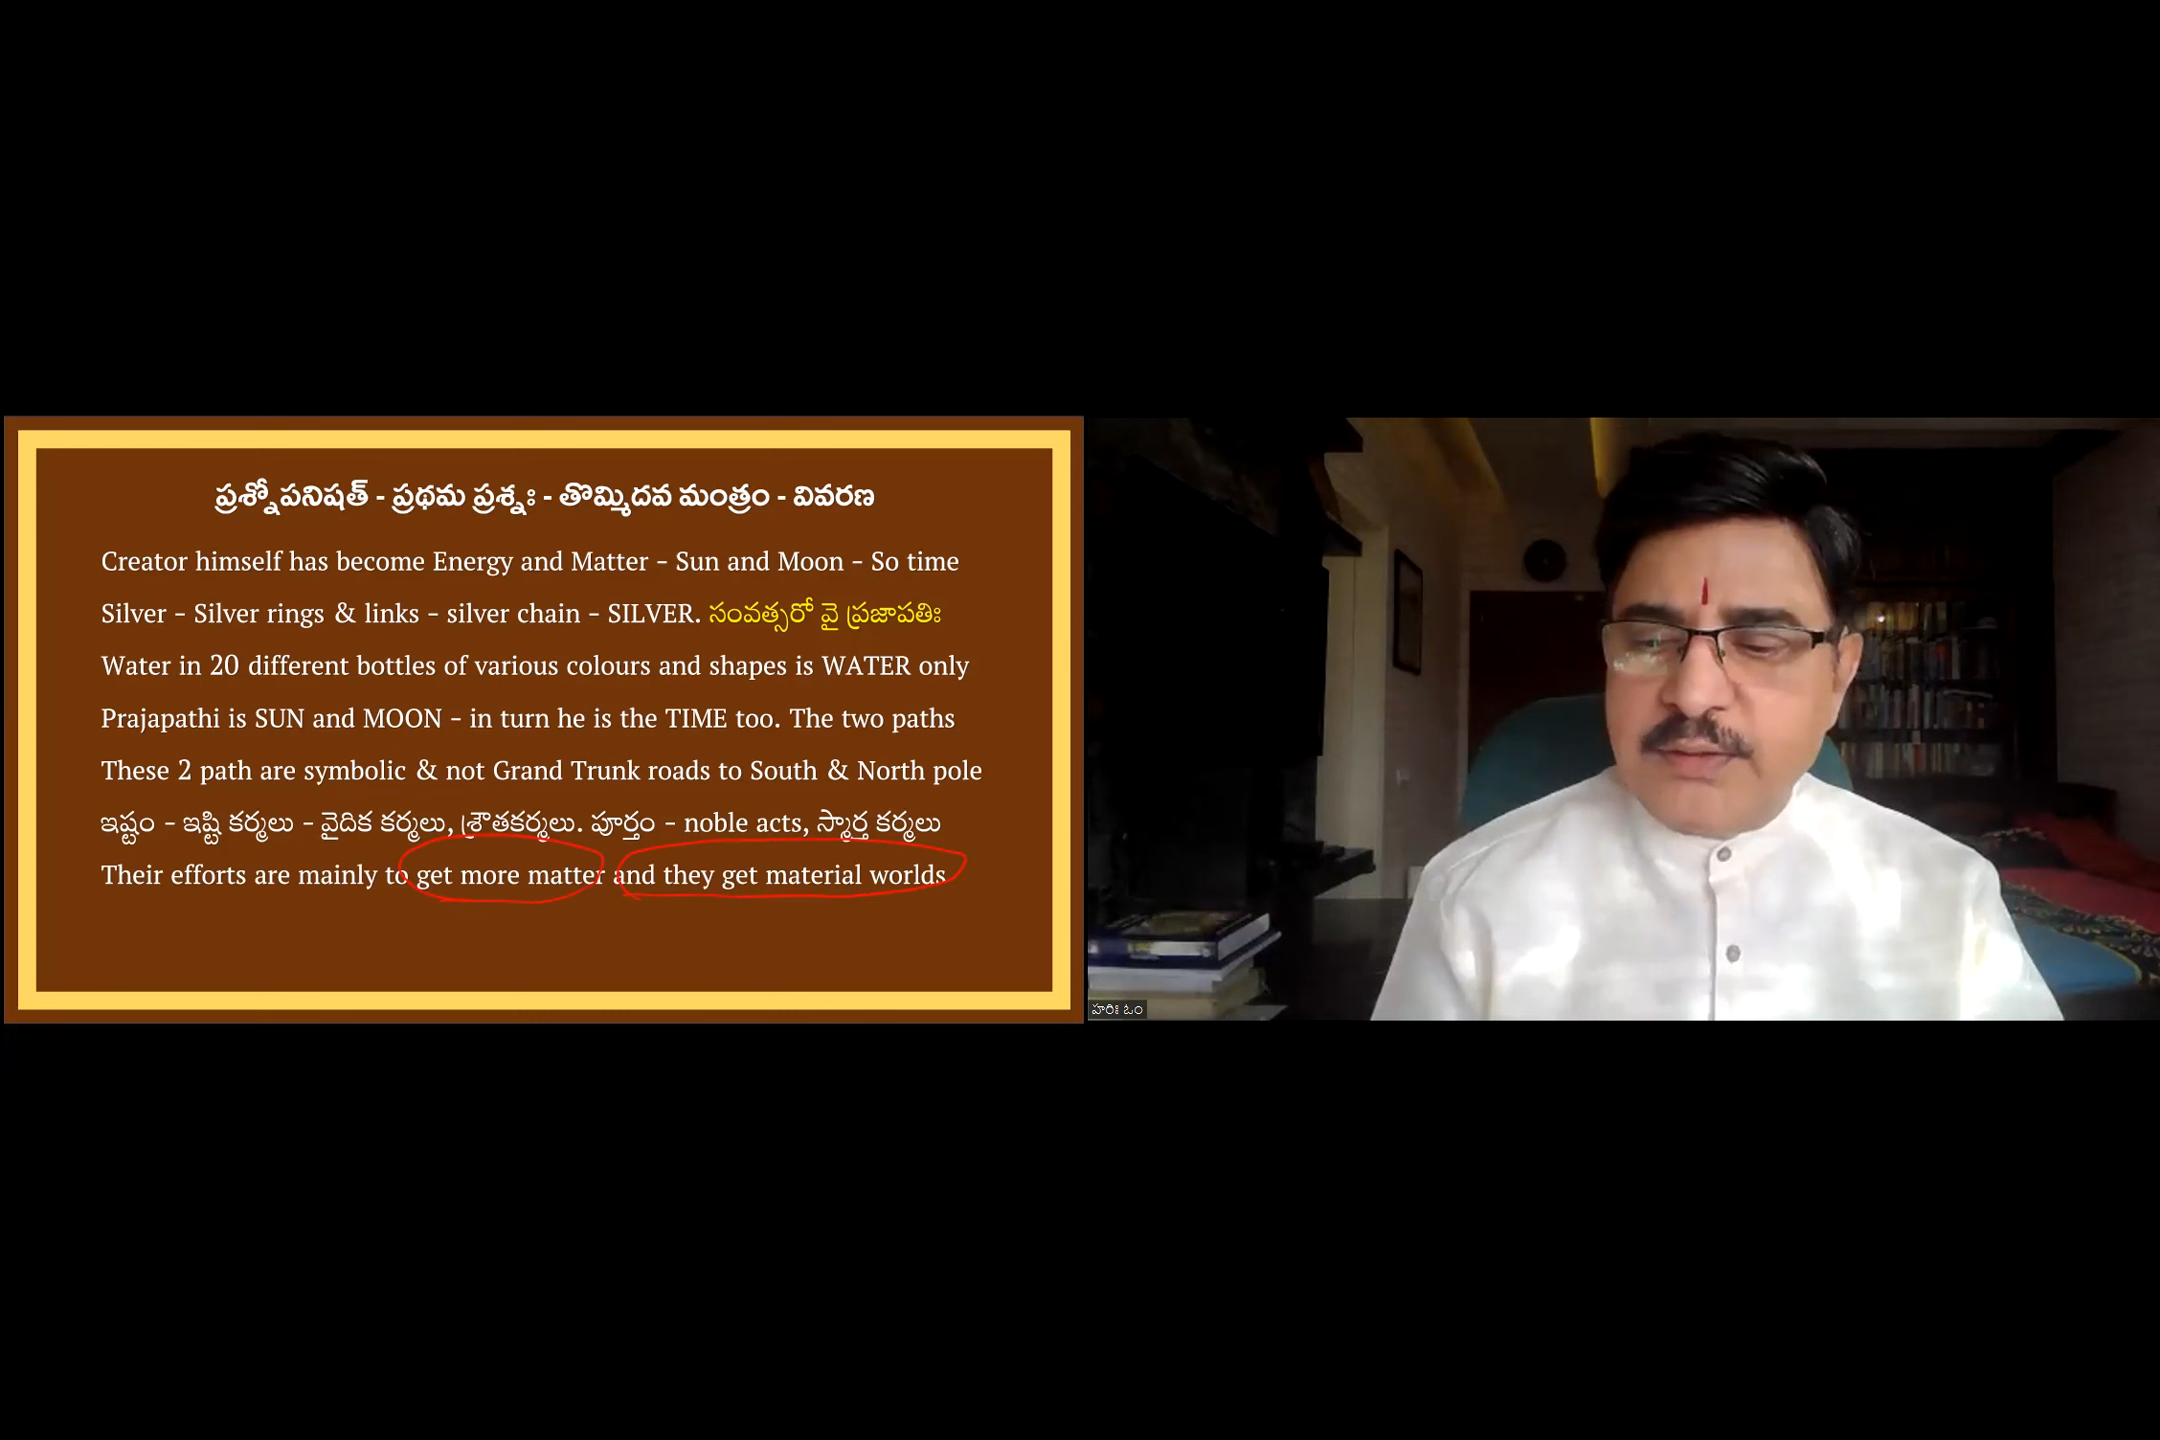 ప్రశ్నోపనిషత్ - ప్రథమ ప్రశ్నః - తొమ్మిదవ మంత్రం - వివరణ
Creator himself has become Energy and Matter - Sun and Moon - So time
Silver - Silver rings & links - silver chain - SILVER. సంవత్సరో వై ప్రజాపతిః
Water in 20 different bottles of various colours and shapes is WATER only
Prajapathi is SUN and MOON - in turn he is the TIME too. The two paths
These 2 path are symbolic & not Grand Trunk roads to South & North pole
ఇష్టం - ఇష్టి కర్మలు - వైదిక కర్మలు, శ్రౌతకర్మలు. పూర్తం - noble acts, స్మార్త కర్మలు
Their efforts are mainly to get more matter and they get material worlds
హరిః ఓం